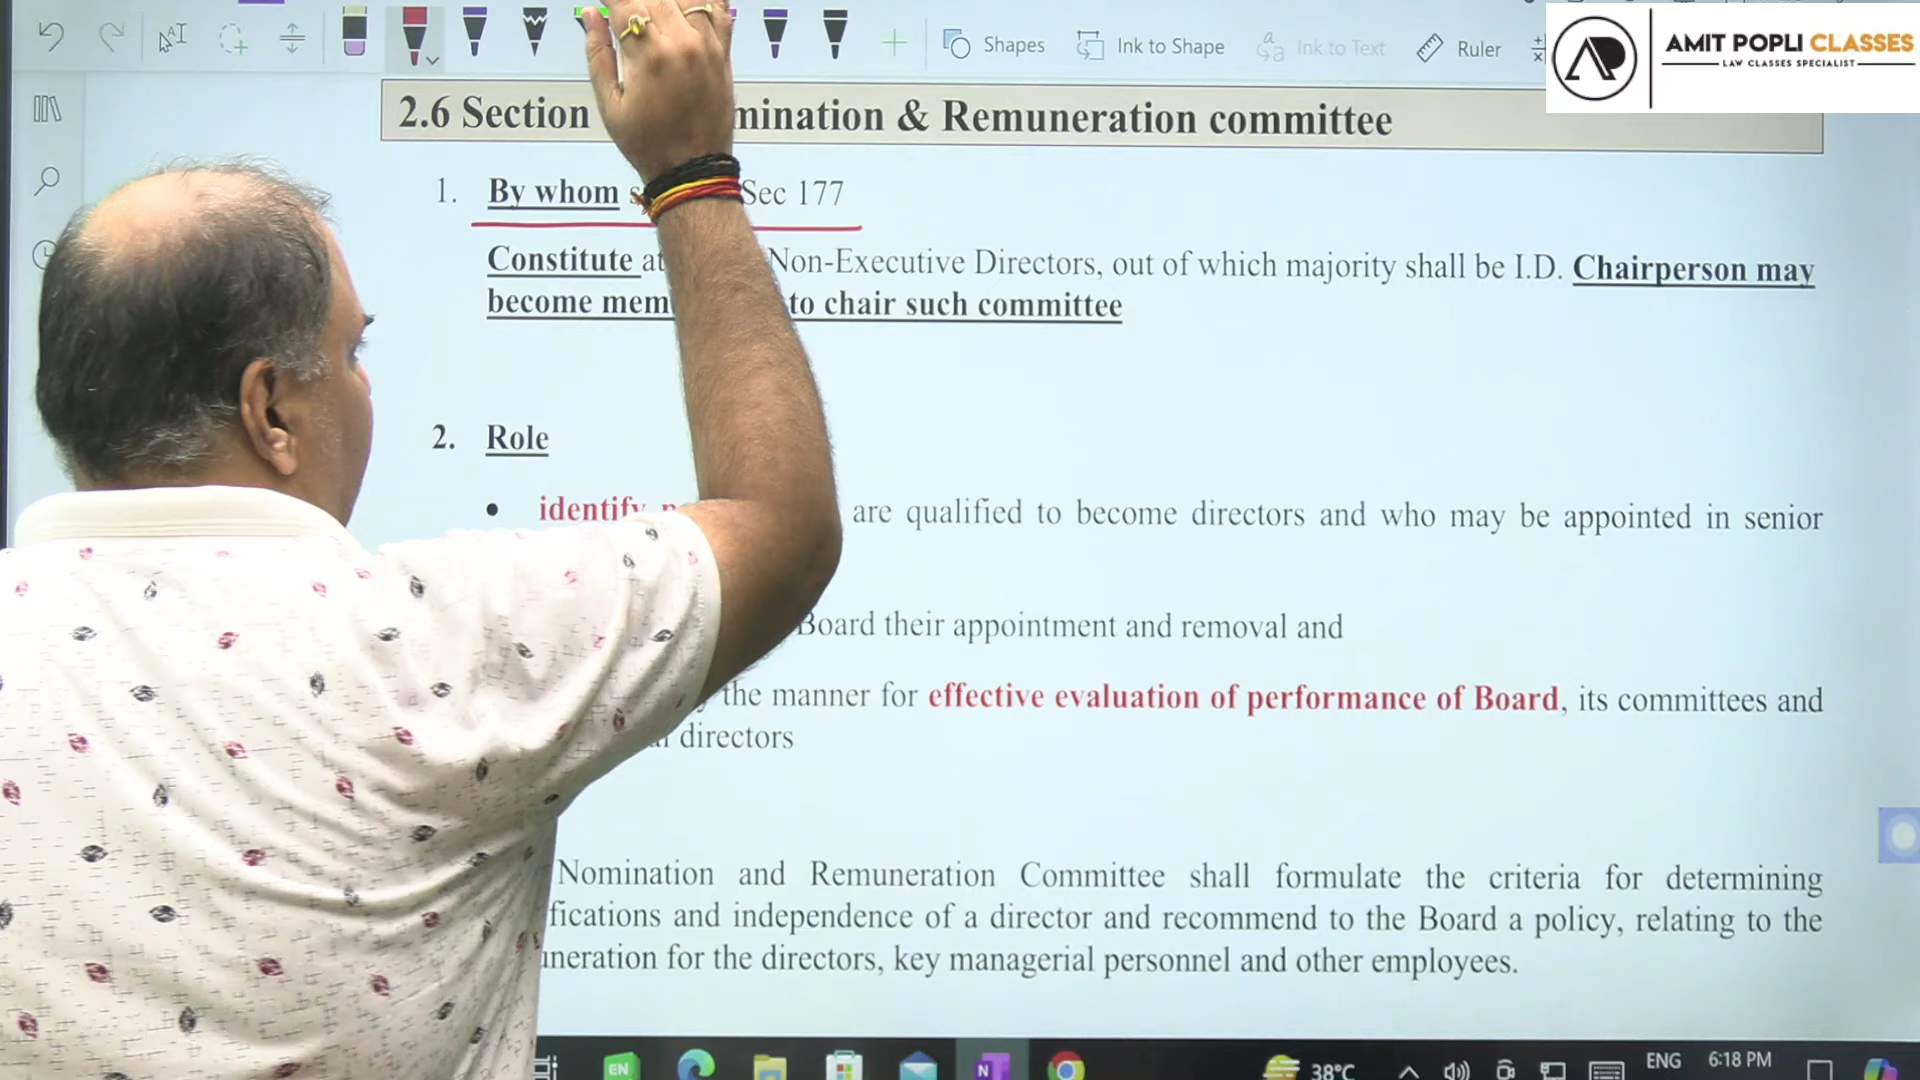 Shapes
Ink to Shape
Ink to Text
Ruler
AMIT POPLI CLASSES
LAW CLASSES SPECIALIST
2.6 Section mination & Remuneration committee
1. By whom Sec 177
Constitute at Non-Executive Directors, out of which majority shall be I.D. Chairperson may
become mem to chair such committee
2. Role
• identify are qualified to become directors and who may be appointed in senior
Board their appointment and removal and
the manner for effective evaluation of performance of Board, its committees and
directors
Nomination and Remuneration Committee shall formulate the criteria for determining
fications and independence of a director and recommend to the Board a policy, relating to the
neration for the directors, key managerial personnel and other employees.
EN
N
38°C
ENG
6:18 PM